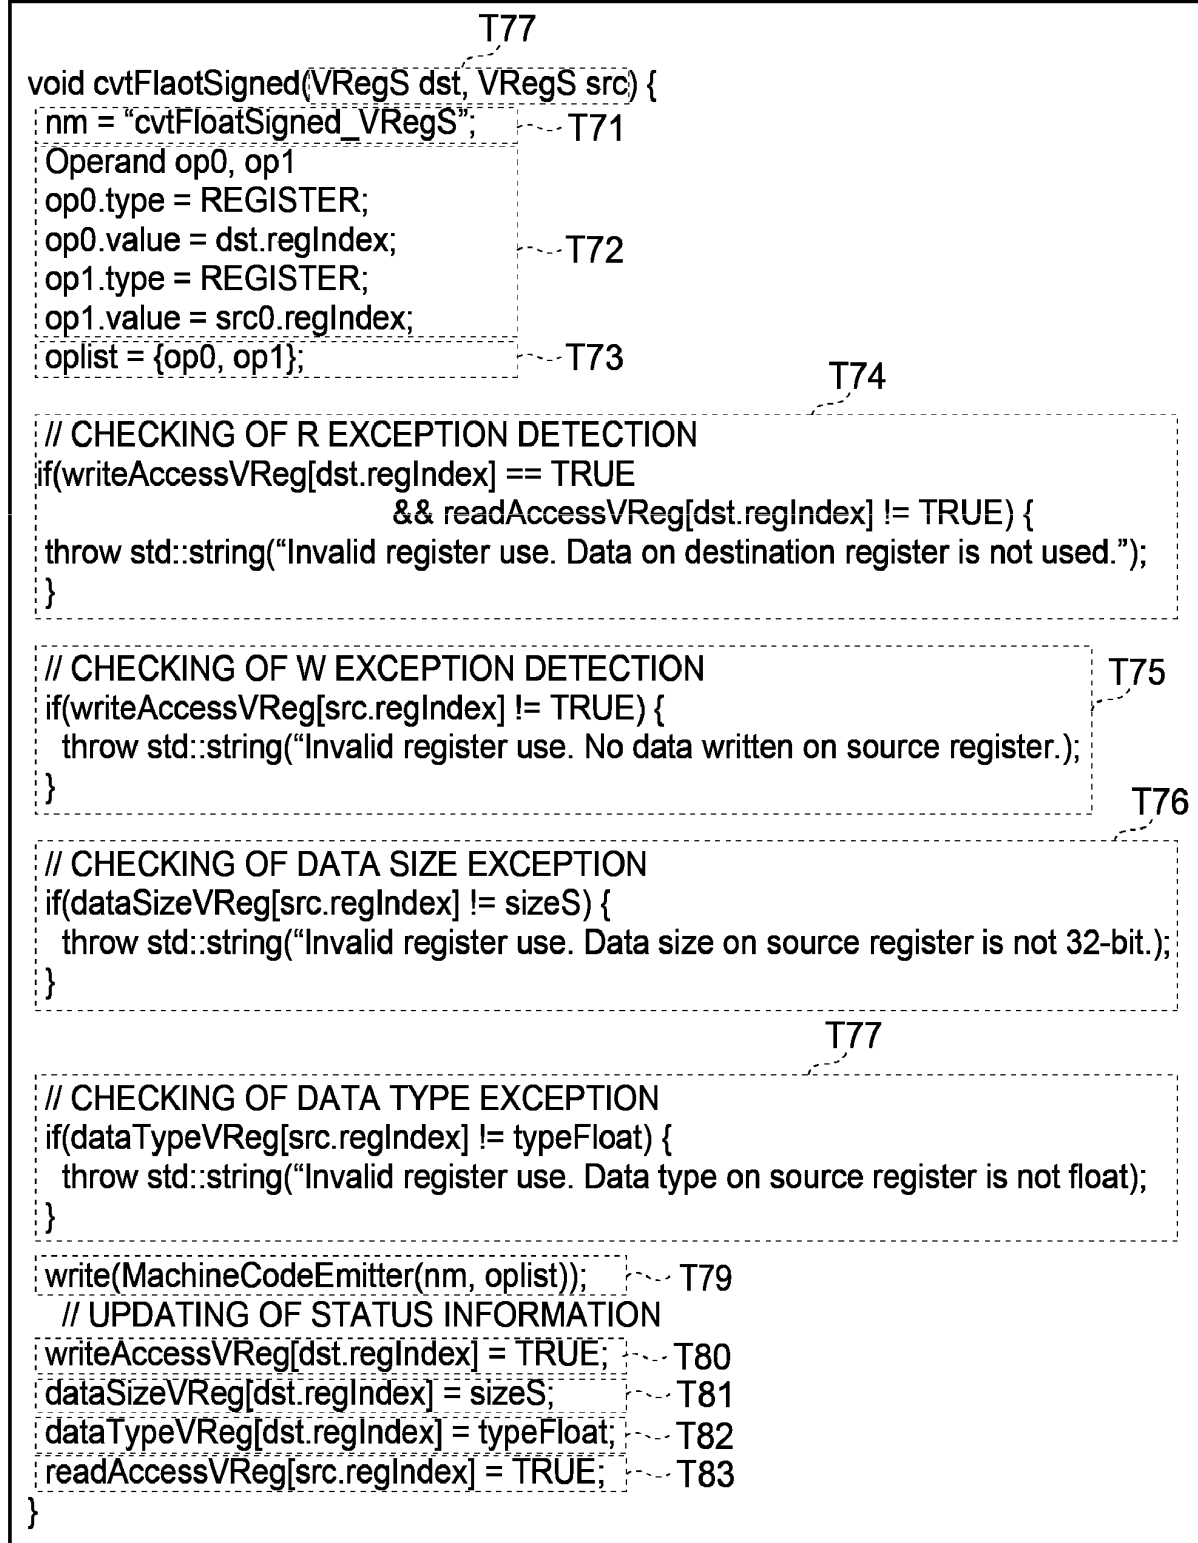 T77
void cvtFlaotSigned(VRegS dst, VRegS src) {
nm = “cvtFloatSigned_VRegS”; T71
Operand op0, op1
op0.type = REGISTER;
op0.value = dst.regIndex; T72
op1.type = REGISTER;
op1.value = src0.regIndex;
oplist = {op0, op1}; T73
T74
// CHECKING OF R EXCEPTION DETECTION
if(writeAccessVReg[dst.regIndex] == TRUE
&& readAccessVReg[dst.regIndex] != TRUE) {
throw std::string(“Invalid register use. Data on destination register is not used.”);
}
// CHECKING OF W EXCEPTION DETECTION T75
if(writeAccessVReg[src.regIndex] != TRUE) {
throw std::string(“Invalid register use. No data written on source register.);
}
T76
// CHECKING OF DATA SIZE EXCEPTION
if(dataSizeVReg[src.regIndex] != sizeS) {
throw std::string(“Invalid register use. Data size on source register is not 32-bit.);
}
T77
// CHECKING OF DATA TYPE EXCEPTION
if(dataTypeVReg[src.regIndex] != typeFloat) {
throw std::string(“Invalid register use. Data type on source register is not float);
}
write(MachineCodeEmitter(nm, oplist)); T79
// UPDATING OF STATUS INFORMATION
writeAccessVReg[dst.regIndex] = TRUE; T80
dataSizeVReg[dst.regIndex] = sizeS; T81
dataTypeVReg[dst.regIndex] = typeFloat; T82
readAccessVReg[src.regIndex] = TRUE; T83
}